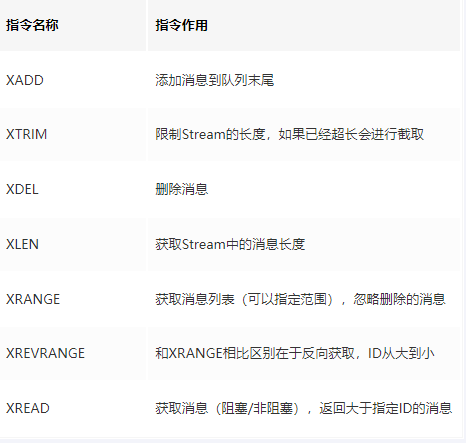 指令名称 指令作用
XADD 添加消息到队列末尾
XTRIM 限制Stream的长度，如果已经超长会进行截取
XDEL 删除消息
XLEN 获取Stream中的消息长度
XRANGE 获取消息列表（可以指定范围），忽略删除的消息
XREVRANGE 和XRANGE相比区别在于反向获取，ID从大到小
XREAD 获取消息（阻塞/非阻塞），返回大于指定ID的消息